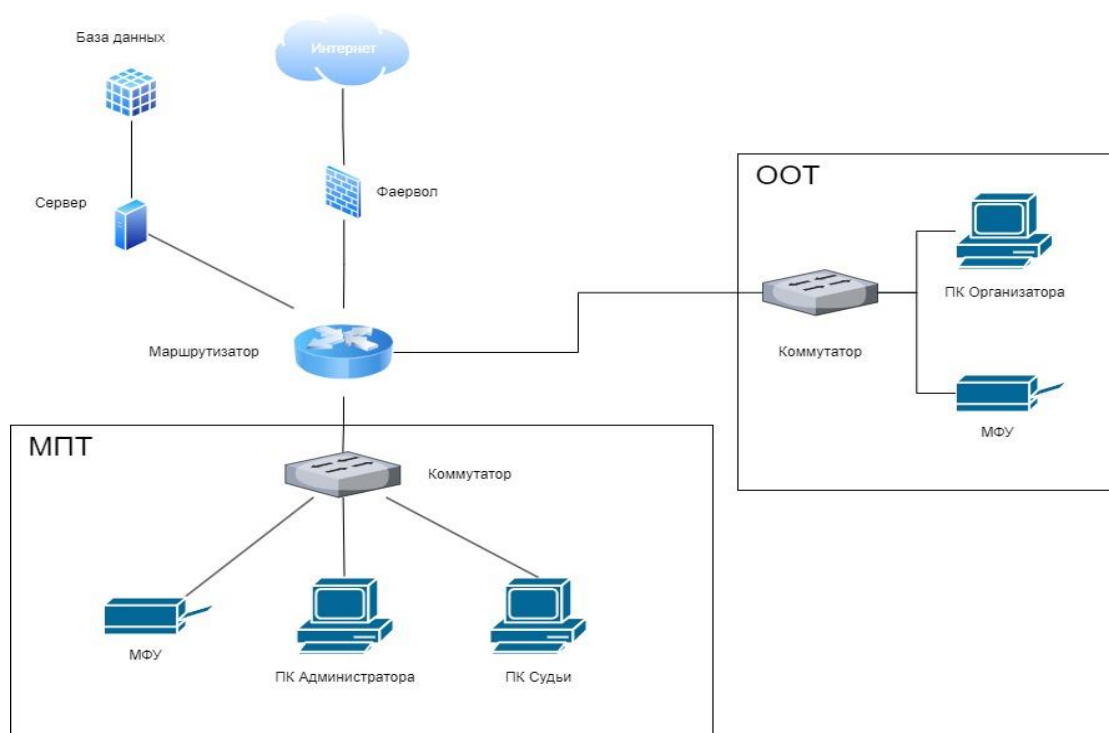 База данных
Интернет
Фаервол
Сервер
ООТ
ПК Организатора
Маршрутизатор
Коммутатор
МФУ
МПТ
Коммутатор
МФУ
ПК Администратора
ПК Судьи